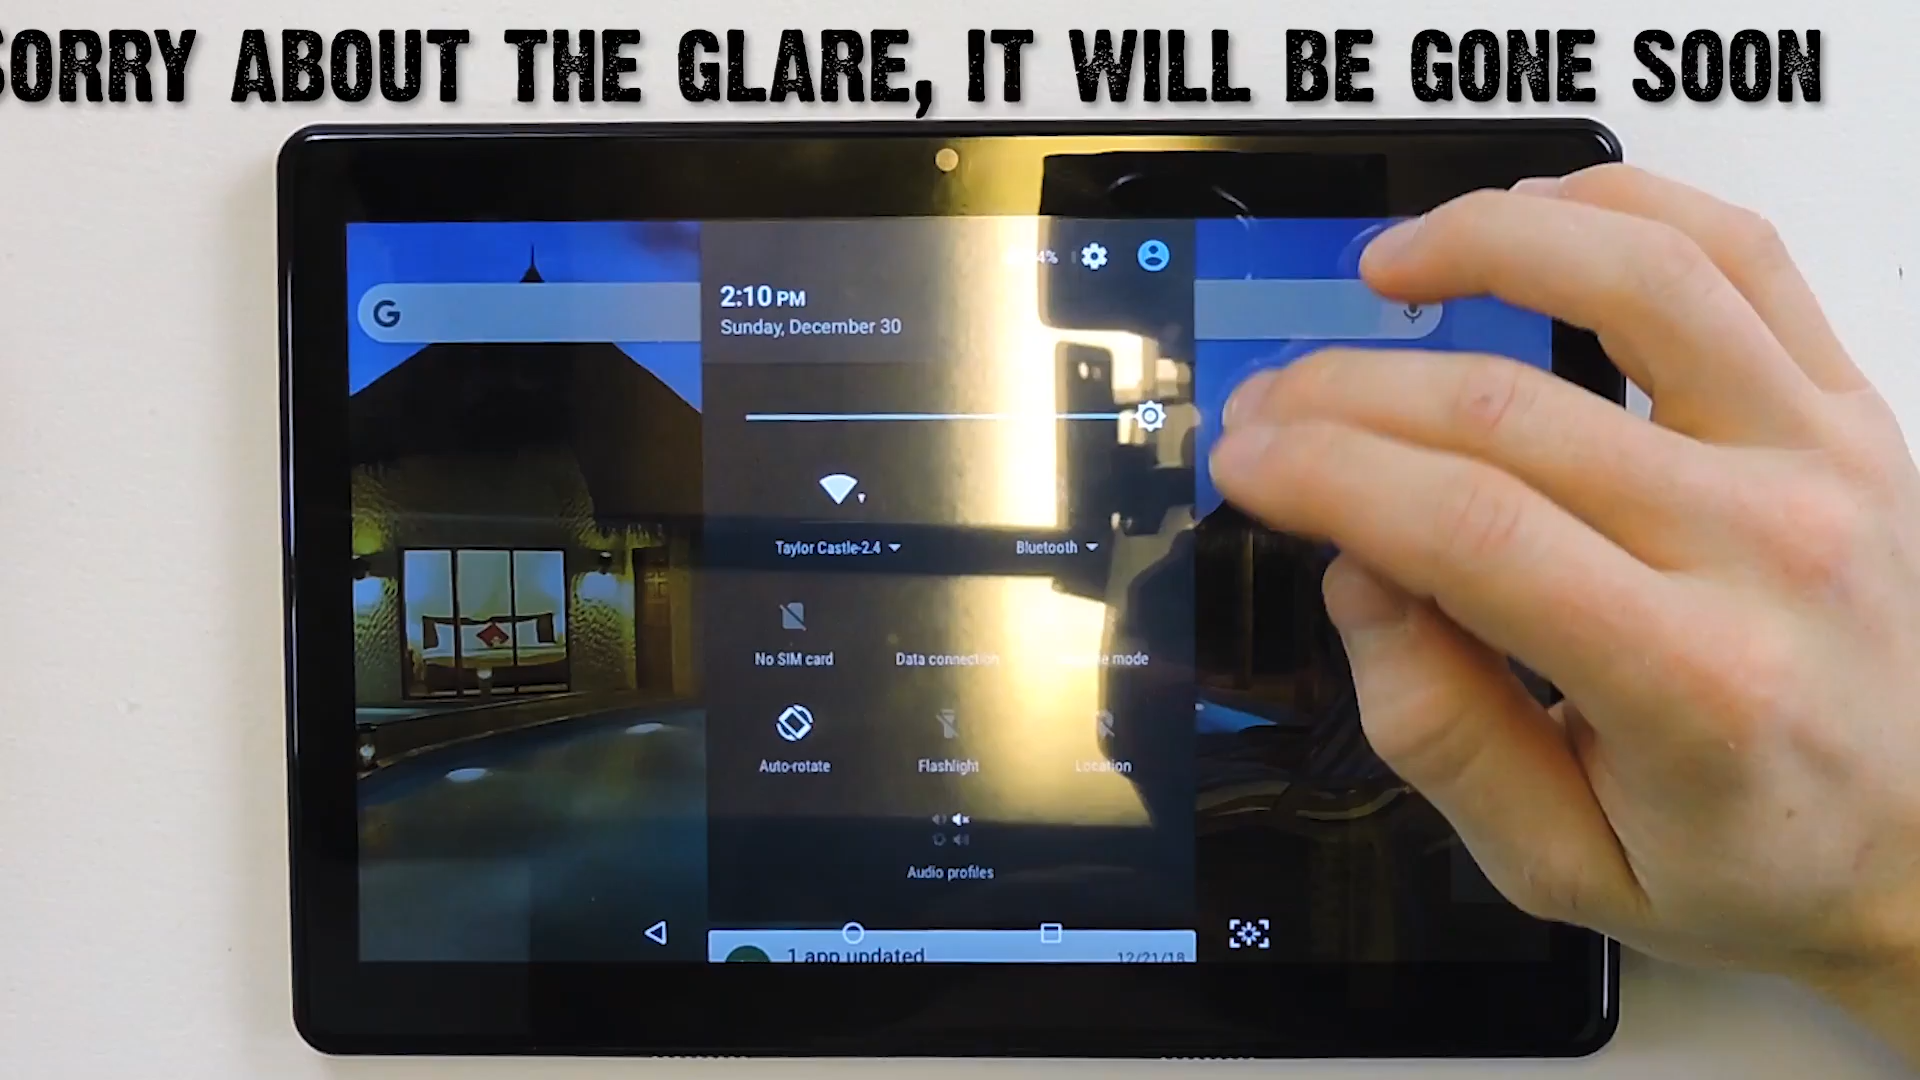 SORRY ABOUT THE GLARE, IT WILL BE GONE SOON
4%
G
2:10 PM
Sunday, December 30
Taylor Castle-2.4
Bluetooth
No SIM card
Data connection
mode
Auto-rotate
Flashlight
Location
Audio profiles
1 app updated
12/21/18